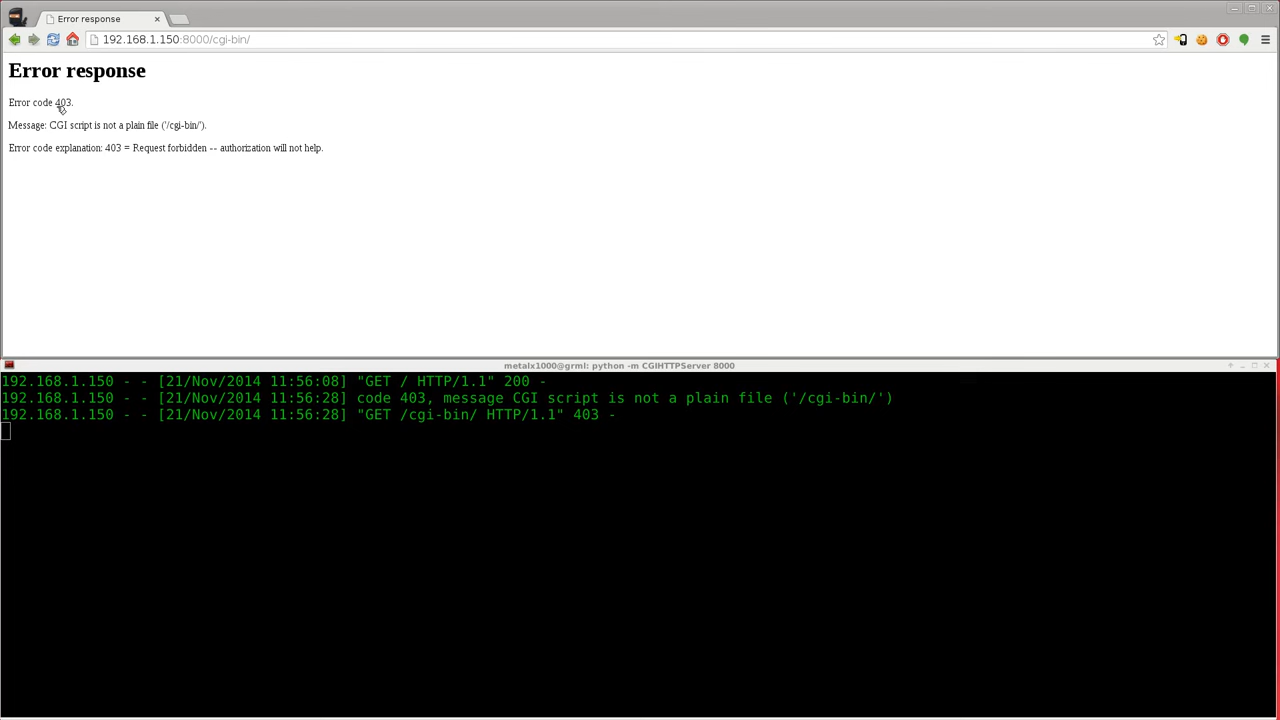 Error response
192.168.1.150:8000/cgi-bin/
Error response
Error code 403.
Message: CGI script is not a plain file ('/cgi-bin/').
Error code explanation: 403 = Request forbidden -- authorization will not help.
metalx1000@grml: python -m CGIHTTPServer 8000
192.168.1.150 - - [21/Nov/2014 11:56:08] "GET / HTTP/1.1" 200 -
192.168.1.150 - - [21/Nov/2014 11:56:28] code 403, message CGI script is not a plain file ('/cgi-bin/')
192.168.1.150 - - [21/Nov/2014 11:56:28] "GET /cgi-bin/ HTTP/1.1" 403 -